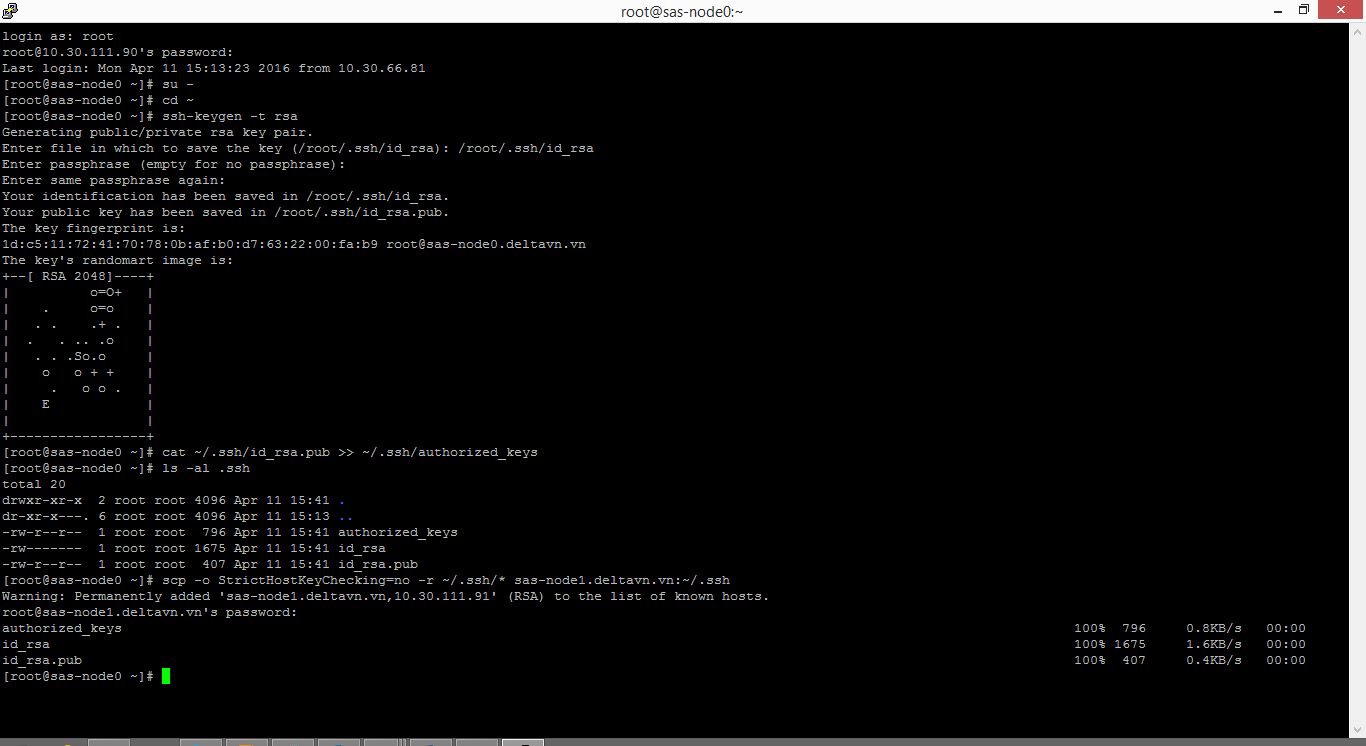 root@sas-node0:~
login as: root
root@10.30.111.90's password:
Last login: Mon Apr 11 15:13:23 2016 from 10.30.66.81
[root@sas-node0 ~]# su -
[root@sas-node0 ~]# cd ~
[root@sas-node0 ~]# ssh-keygen -t rsa
Generating public/private rsa key pair.
Enter file in which to save the key (/root/.ssh/id_rsa): /root/.ssh/id_rsa
Enter passphrase (empty for no passphrase):
Enter same passphrase again:
Your identification has been saved in /root/.ssh/id_rsa.
Your public key has been saved in /root/.ssh/id_rsa.pub.
The key fingerprint is:
1d:c5:11:72:41:70:78:0b:af:b0:d7:63:22:00:fa:b9 root@sas-node0.deltavn.vn
The key's randomart image is:
+--[ RSA 2048]----+
|          o=O+   |
|    .     o=o    |
|   . .    .+ .   |
|  .   . .. .o    |
|   . . .So.o     |
|    o   o + +    |
|     .   o o .   |
|    E            |
|                 |
+-----------------+
[root@sas-node0 ~]# cat ~/.ssh/id_rsa.pub >> ~/.ssh/authorized_keys
[root@sas-node0 ~]# ls -al .ssh
total 20
drwxr-xr-x  2 root root 4096 Apr 11 15:41 .
dr-xr-x---. 6 root root 4096 Apr 11 15:13 ..
-rw-r--r--  1 root root  796 Apr 11 15:41 authorized_keys
-rw-------  1 root root 1675 Apr 11 15:41 id_rsa
-rw-r--r--  1 root root  407 Apr 11 15:41 id_rsa.pub
[root@sas-node0 ~]# scp -o StrictHostKeyChecking=no -r ~/.ssh/* sas-node1.deltavn.vn:~/.ssh
Warning: Permanently added 'sas-node1.deltavn.vn,10.30.111.91' (RSA) to the list of known hosts.
root@sas-node1.deltavn.vn's password:
authorized_keys 100%  796 0.8KB/s 00:00
id_rsa 100% 1675 1.6KB/s 00:00
id_rsa.pub 100%  407 0.4KB/s 00:00
[root@sas-node0 ~]#